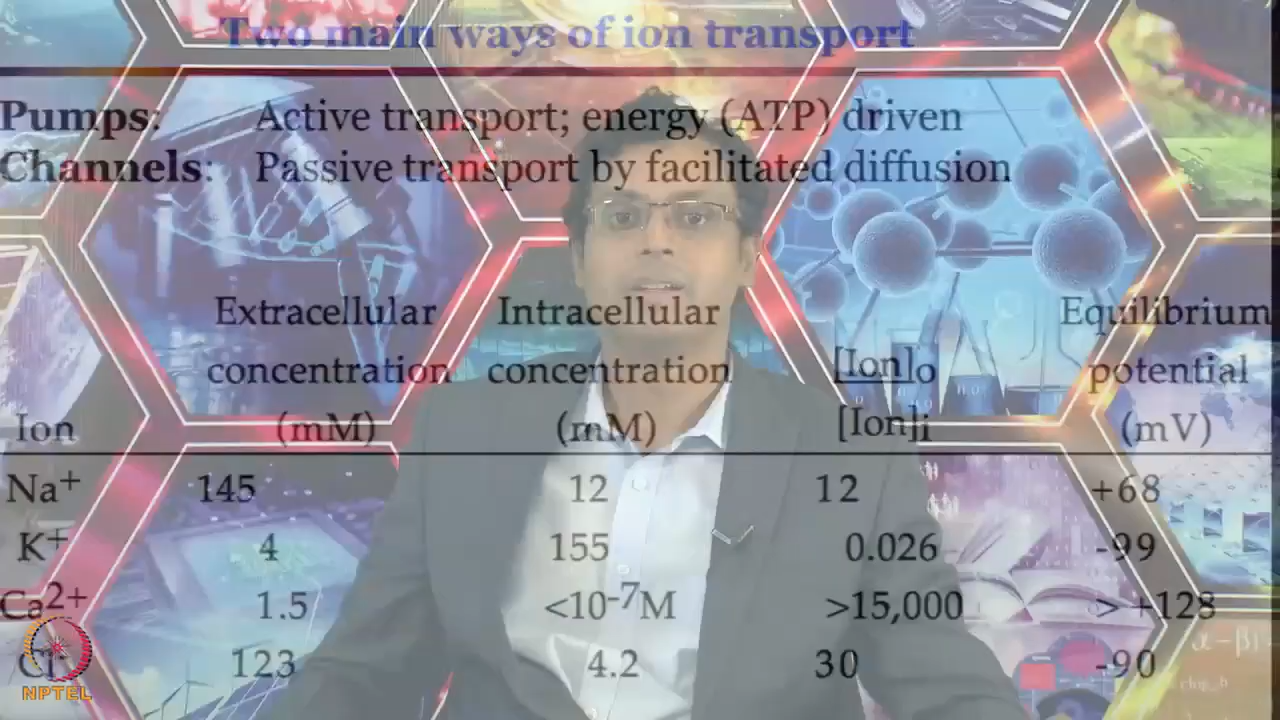 Two main ways of ion transport
Pumps: Active transport; energy (ATP) driven
Channels: Passive transport by facilitated diffusion
Extracellular Intracellular Equilibrium
concentration concentration [Ion]o potential
Ion (mM) (mM) [Ion]i (mV)
Na+ 145 12 12 +68
K+ 4 155 0.026 -99
Ca2+ 1.5 <10-7M >15,000 > +128
Cl- 123 4.2 30 -90
NPTEL